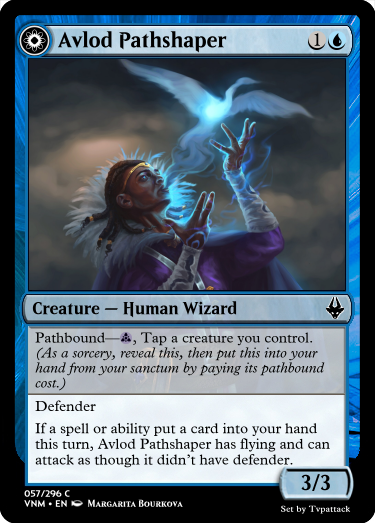 Avlod Pathshaper 1
Creature — Human Wizard
Pathbound—, Tap a creature you control.
(As a sorcery, reveal this, then put this into your
hand from your sanctum by paying its pathbound
cost.)
Defender
If a spell or ability put a card into your hand
this turn, Avlod Pathshaper has flying and can
attack as though it didn't have defender.
3/3
057/296 C
VNM • EN Margarita Bourkova
Set by Tvpattack